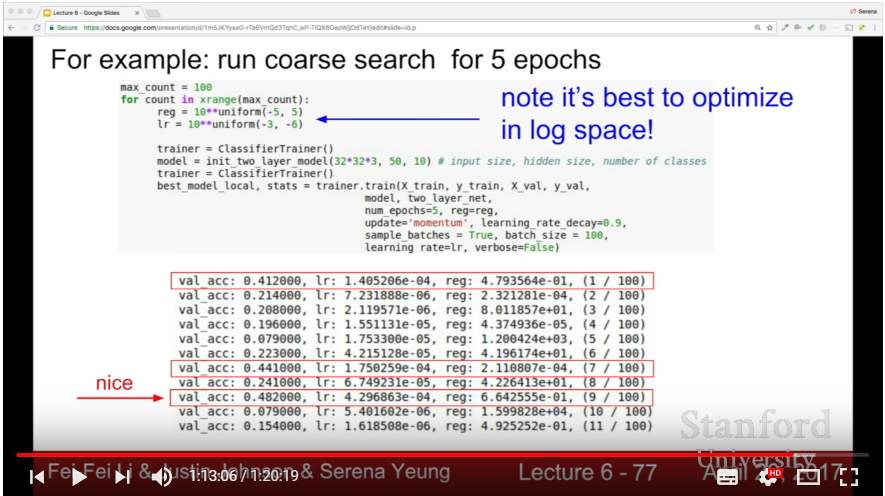 Lecture 6 - Google Slides
Serena
Secure https://docs.google.com/presentation/d/1m5JKYyaxG-rTa6VmQd3TqhC_wP-TlQX6GepWjjOdTeY/edit#slide=id.p
For example: run coarse search for 5 epochs
max_count = 100
for count in xrange(max_count):
reg = 10**uniform(-5, 5)
lr = 10**uniform(-3, -6)
note it's best to optimize
in log space!
trainer = ClassifierTrainer()
model = init_two_layer_model(32*32*3, 50, 10) # input size, hidden size, number of classes
trainer = ClassifierTrainer()
best_model_local, stats = trainer.train(X_train, y_train, X_val, y_val,
model, two_layer_net,
num_epochs=5, reg=reg,
update='momentum', learning_rate_decay=0.9,
sample_batches = True, batch_size = 100,
learning_rate=lr, verbose=False)
val_acc: 0.412000, lr: 1.405206e-04, reg: 4.793564e-01, (1 / 100)
val_acc: 0.214000, lr: 7.231888e-06, reg: 2.321281e-04, (2 / 100)
val_acc: 0.208000, lr: 2.119571e-06, reg: 8.011857e+01, (3 / 100)
val_acc: 0.196000, lr: 1.551131e-05, reg: 4.374936e-05, (4 / 100)
val_acc: 0.079000, lr: 1.753300e-05, reg: 1.200424e+03, (5 / 100)
val_acc: 0.223000, lr: 4.215128e-05, reg: 4.196174e+01, (6 / 100)
val_acc: 0.441000, lr: 1.750259e-04, reg: 2.110807e-04, (7 / 100)
val_acc: 0.241000, lr: 6.749231e-05, reg: 4.226413e+01, (8 / 100)
nice
val_acc: 0.482000, lr: 4.296863e-04, reg: 6.642555e-01, (9 / 100)
val_acc: 0.079000, lr: 5.401602e-06, reg: 1.599828e+04, (10 / 100)
val_acc: 0.154000, lr: 1.618508e-06, reg: 4.925252e-01, (11 / 100)
Stanford
University
Fei-Fei Li & Justin Johnson & Serena Yeung
Lecture 6 - 77
2017
1:13:06 / 1:20:19
HD